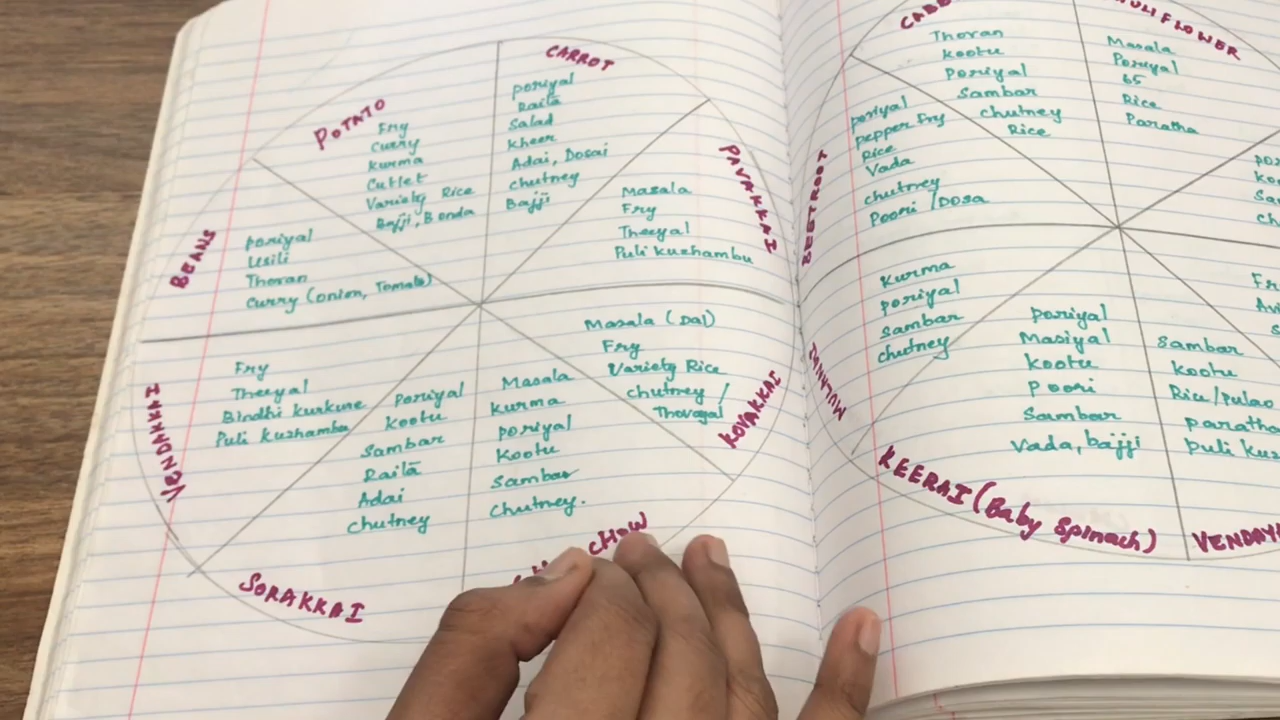 CARROT
poriyal
Raita
Salad
Kheer
Adai, Dosai
chutney
Bajji
POTATO
Fry
curry
kurma
Cutlet
Variety Rice
Bajji, Bonda
PAVAKKAI
Masala
Fry
Theeyal
Puli kuzhambu
BEANS
poriyal
Usili
Thoran
Curry (onion, Tomato)
VENDAKKAI
Fry
Theeyal
Bindhi kurkure
Puli kuzhambu
SORAKKAI
poriyal
kootu
Sambar
Raita
Adai
chutney
CHOW
Masala
kurma
poriyal
Kootu
Sambar
Chutney.
KOVAKKAI
Masala (Dal)
Fry
Variety Rice
chutney /
Thovayal
Thoran
kootu
Poriyal
Sambar
chutney
Rice
Masala
Poriyal
65
Rice
Paratha
BEETROOT
poriyal
pepper Fry
Rice
Vada
chutney
Poori / Dosa
Kurma
poriyal
Sambar
chutney
KEERAI (Baby Spinach)
poriyal
Masiyal
kootu
poori
Sambar
Vada, bajji
Sambar
kootu
Rice/pulao